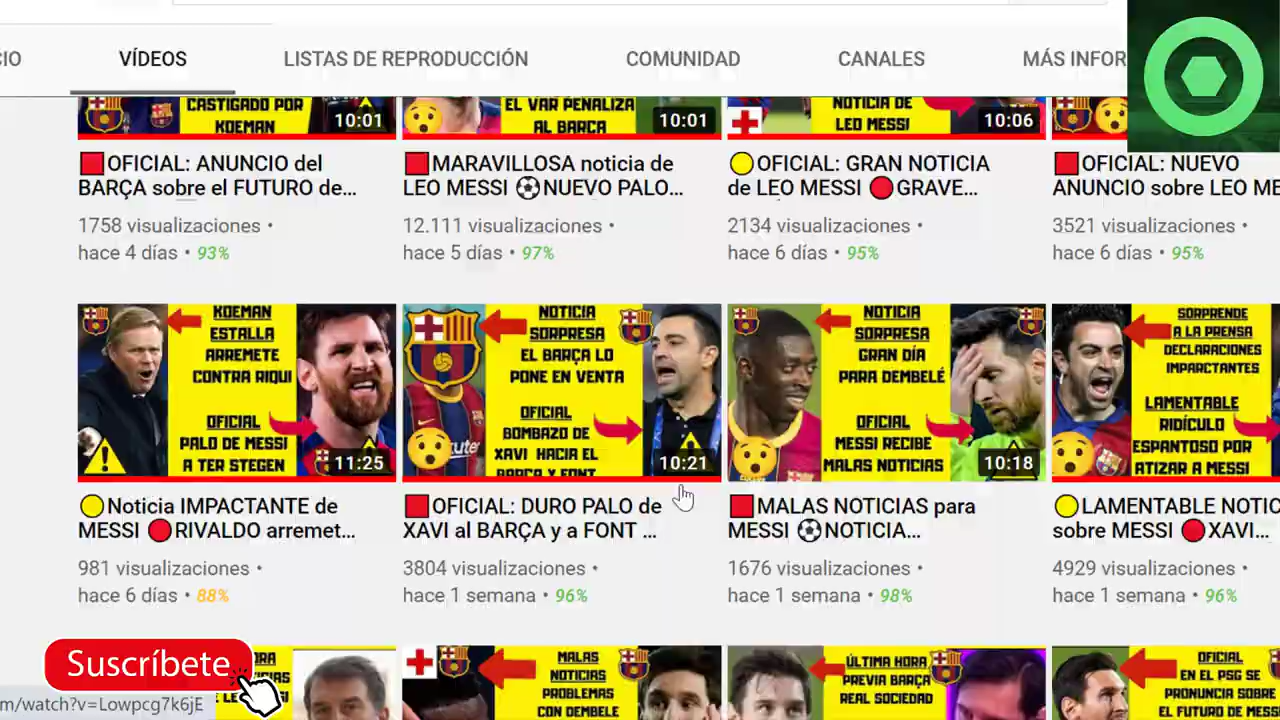 CIO
VÍDEOS
LISTAS DE REPRODUCCIÓN
COMUNIDAD
CANALES
MÁS INFOR
CASTIGADO POR
KOEMAN
10:01
EL VAR PENALIZA
AL BARÇA
10:01
NOTICIA DE
LEO MESSI
10:06
OFICIAL: ANUNCIO del
BARÇA sobre el FUTURO de...
1758 visualizaciones •
hace 4 días • 93%
MARAVILLOSA noticia de
LEO MESSI ⚽NUEVO PALO...
12.111 visualizaciones •
hace 5 días • 97%
OFICIAL: GRAN NOTICIA
de LEO MESSI 🔴GRAVE...
2134 visualizaciones •
hace 6 días • 95%
OFICIAL: NUEVO
ANUNCIO sobre LEO ME
3521 visualizaciones •
hace 6 días • 95%
KOEMAN
ESTALLA
ARREMETE
CONTRA RIQUI
OFICIAL
PALO DE MESSI
A TER STEGEN
11:25
NOTICIA
SORPRESA
EL BARÇA LO
PONE EN VENTA
OFICIAL
BOMBAZO DE
XAVI HACIA EL
BARÇA Y FONT
10:21
NOTICIA
SORPRESA
GRAN DÍA
PARA DEMBELÉ
OFICIAL
MESSI RECIBE
MALAS NOTICIAS
10:18
SORPRENDE
A LA PRENSA
DECLARACIONES
IMPARCTANTES
LAMENTABLE
RIDÍCULO
ESPANTOSO POR
ATIZAR A MESSI
Noticia IMPACTANTE de
MESSI 🔴RIVALDO arremet...
981 visualizaciones •
hace 6 días • 88%
OFICIAL: DURO PALO de
XAVI al BARÇA y a FONT ...
3804 visualizaciones •
hace 1 semana • 96%
MALAS NOTICIAS para
MESSI ⚽NOTICIA...
1676 visualizaciones •
hace 1 semana • 98%
LAMENTABLE NOTIC
sobre MESSI 🔴XAVI...
4929 visualizaciones •
hace 1 semana • 96%
Suscríbete
m/watch?v=Lowpcg7k6jE
MALAS
NOTICIAS
PROBLEMAS
CON DEMBELE
ÚLTIMA HORA
PREVIA BARÇA
REAL SOCIEDAD
OFICIAL
EN EL PSG SE
PRONUNCIA SOBRE
EL FUTURO DE MESSI